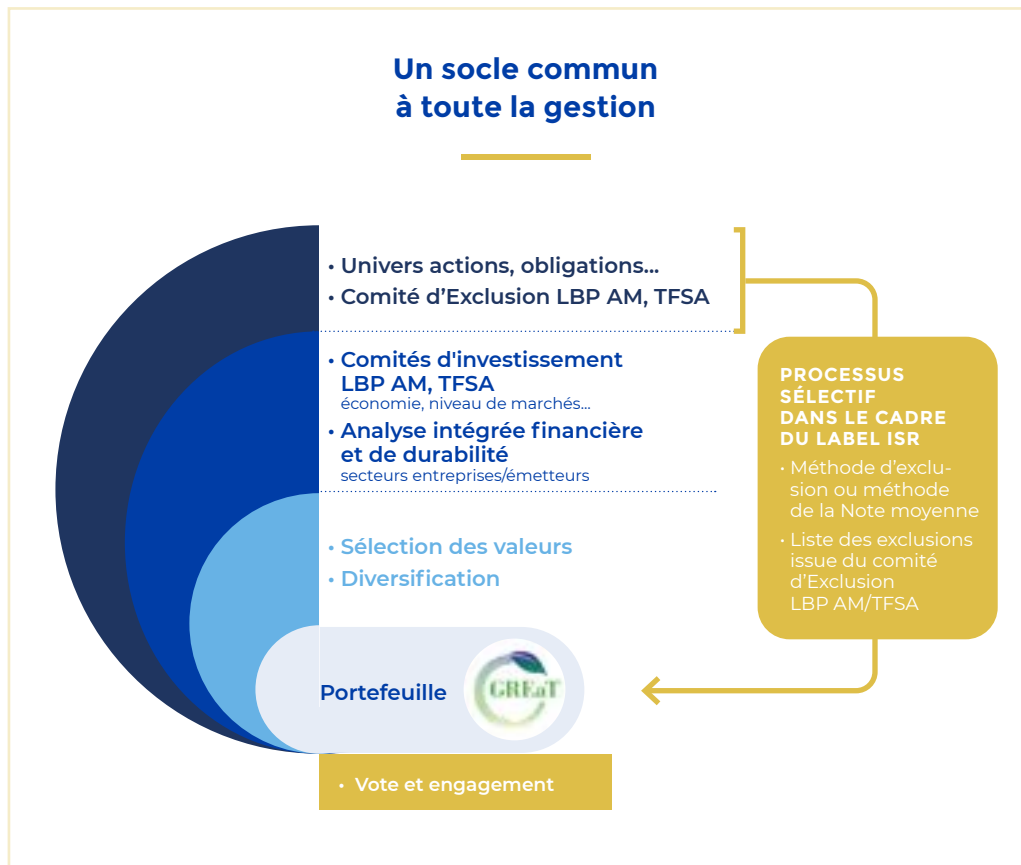 Un socle commun
à toute la gestion
• Univers actions, obligations...
• Comité d'Exclusion LBP AM, TFSA
• Comités d'investissement
LBP AM, TFSA
économie, niveau de marchés...
• Analyse intégrée financière
et de durabilité
secteurs entreprises/émetteurs
• Sélection des valeurs
• Diversification
Portefeuille
GREaT
• Vote et engagement
PROCESSUS
SÉLECTIF
DANS LE CADRE
DU LABEL ISR
• Méthode d'exclu-
sion ou méthode
de la Note moyenne
• Liste des exclusions
issue du comité
d'Exclusion
LBP AM/TFSA